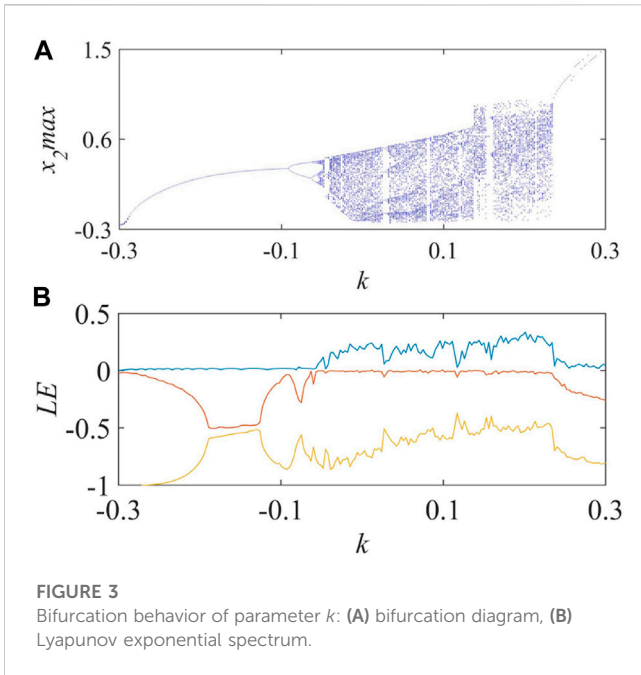 A
1.5
0.6
-0.3
x2max
-0.3 -0.1 0.1 0.3
k
B
0.5
0
-0.5
-1
LE
-0.3 -0.1 0.1 0.3
k
FIGURE 3
Bifurcation behavior of parameter k: (A) bifurcation diagram, (B)
Lyapunov exponential spectrum.